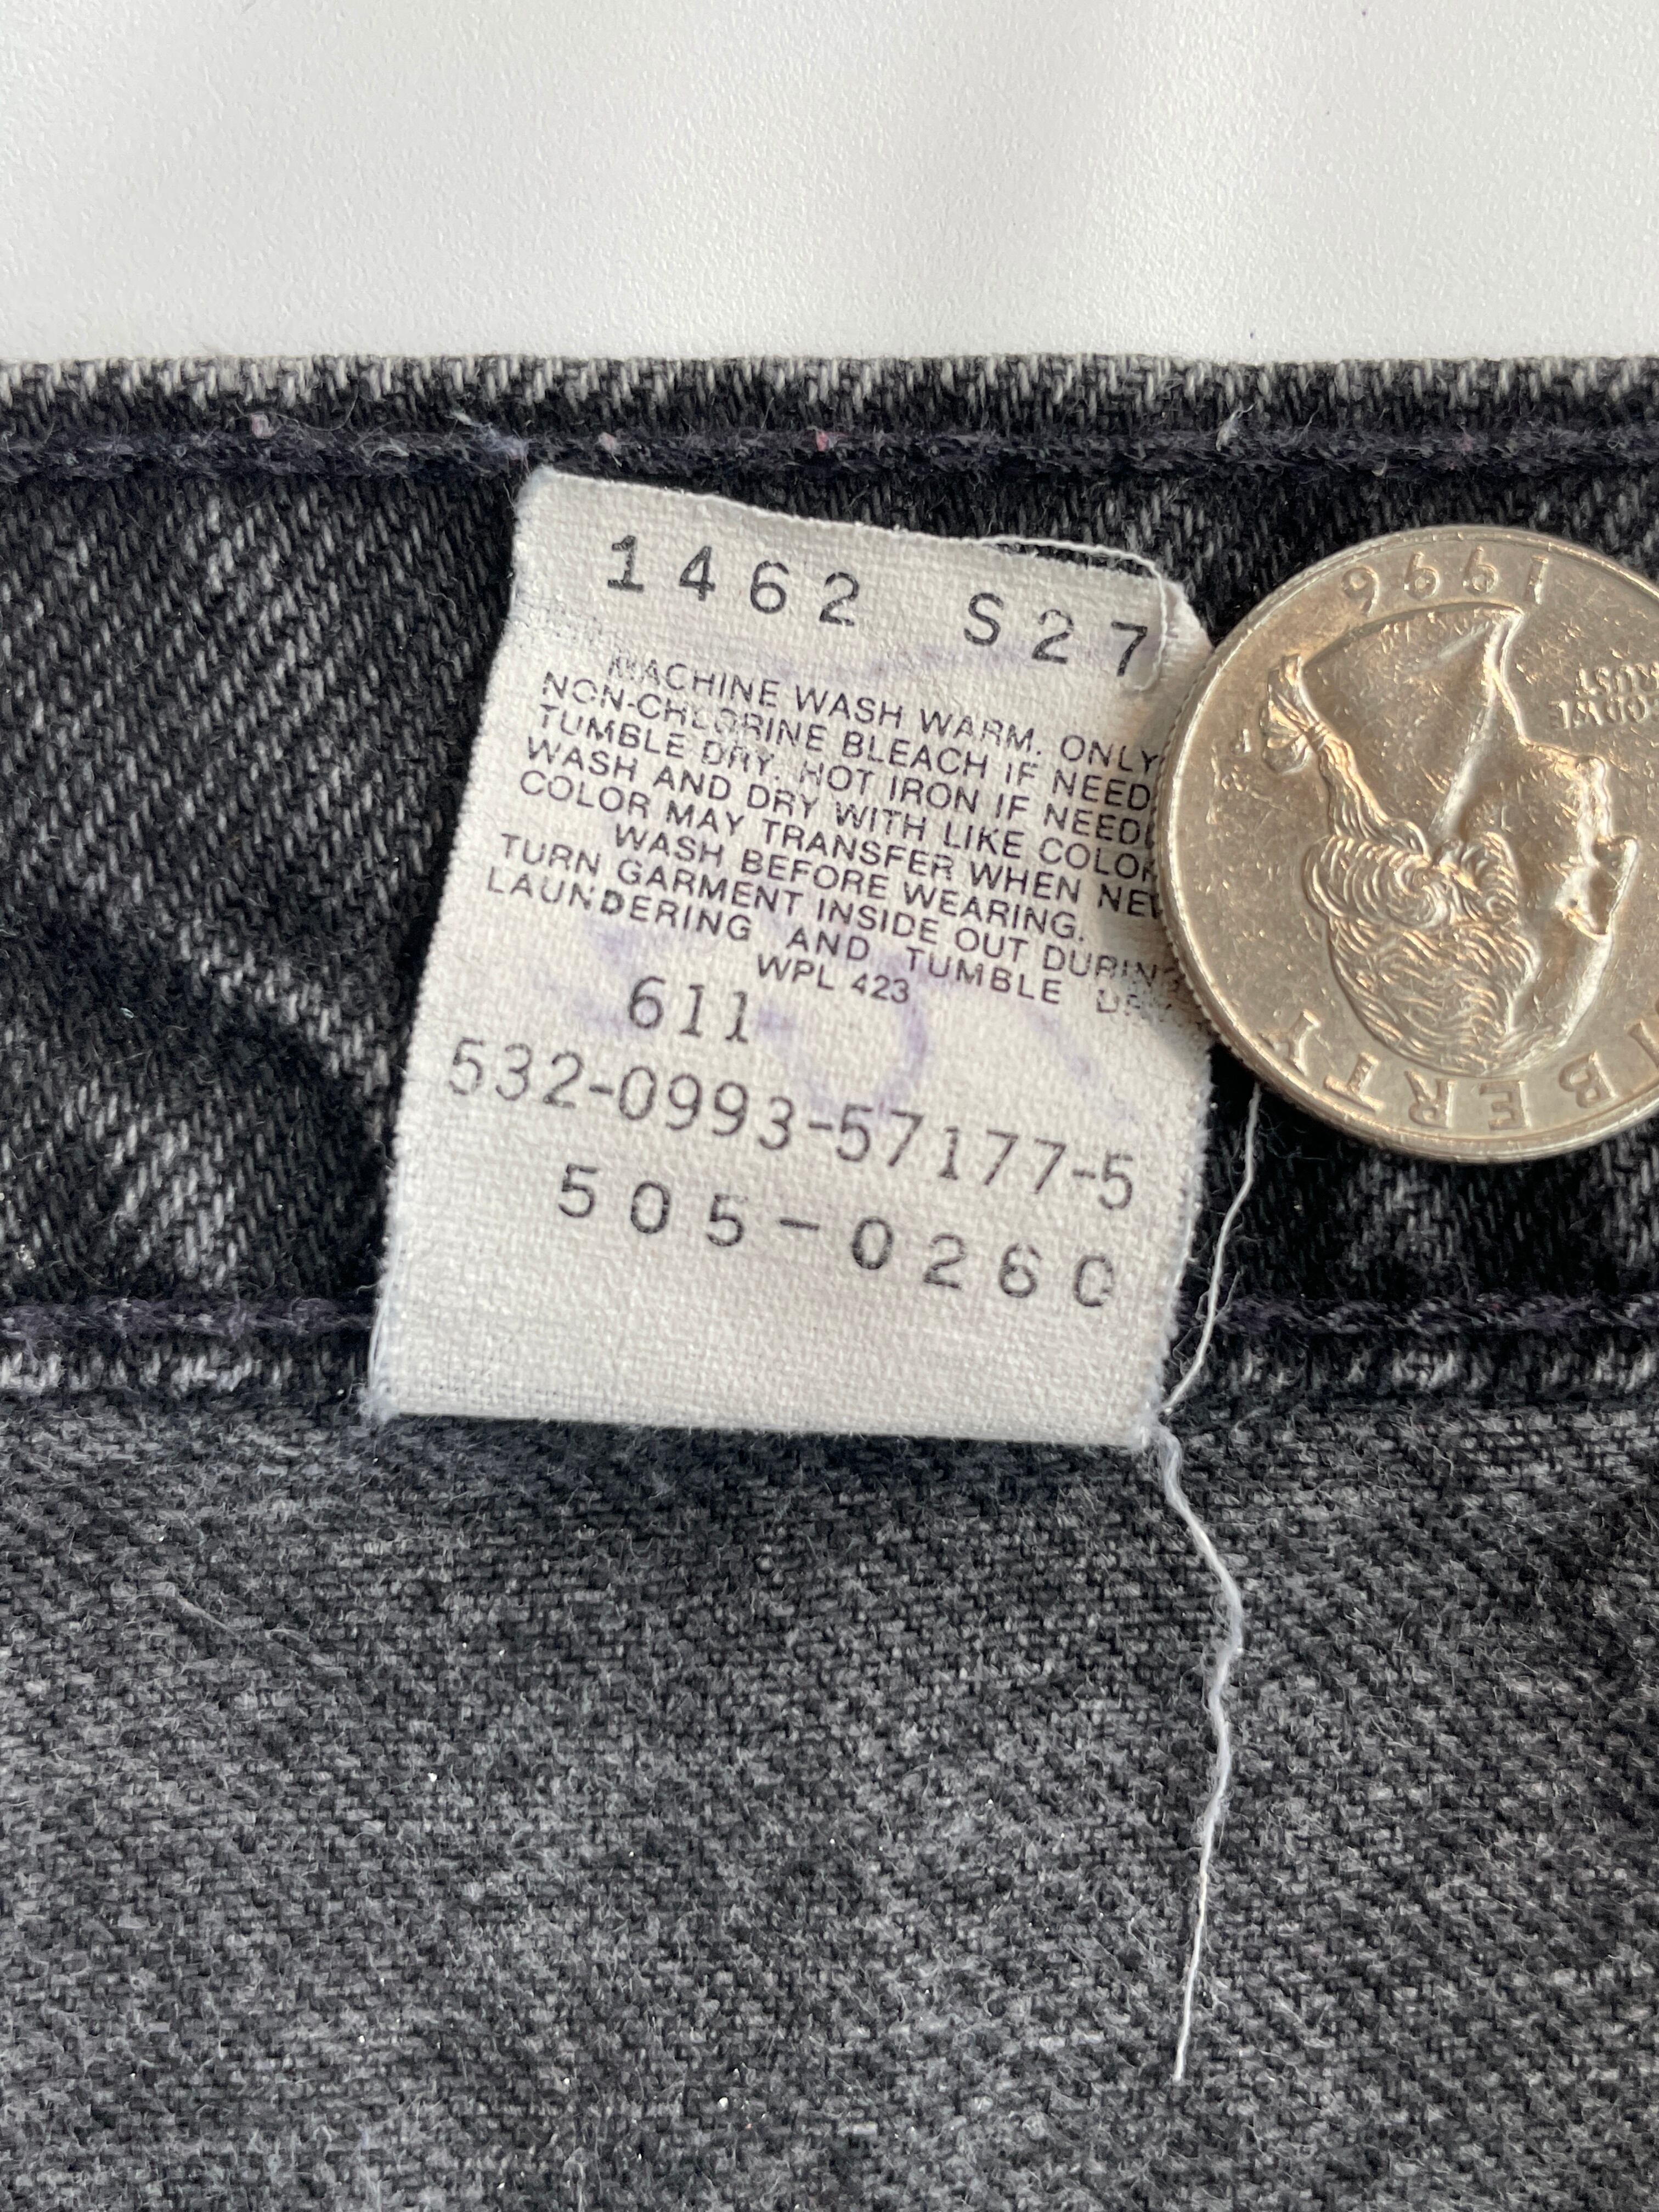 1462 S27
MACHINE WASH WARM. ONLY
NON-CHLORINE BLEACH IF NEED
TUMBLE DRY. HOT IRON IF NEED
WASH AND DRY WITH LIKE COLOR
COLOR MAY TRANSFER WHEN NEW
WASH BEFORE WEARING.
TURN GARMENT INSIDE OUT DURING
LAUNDERING AND TUMBLE
WPL 423
611
532-0993-57177-5
505-0260
1996
LIBERTY